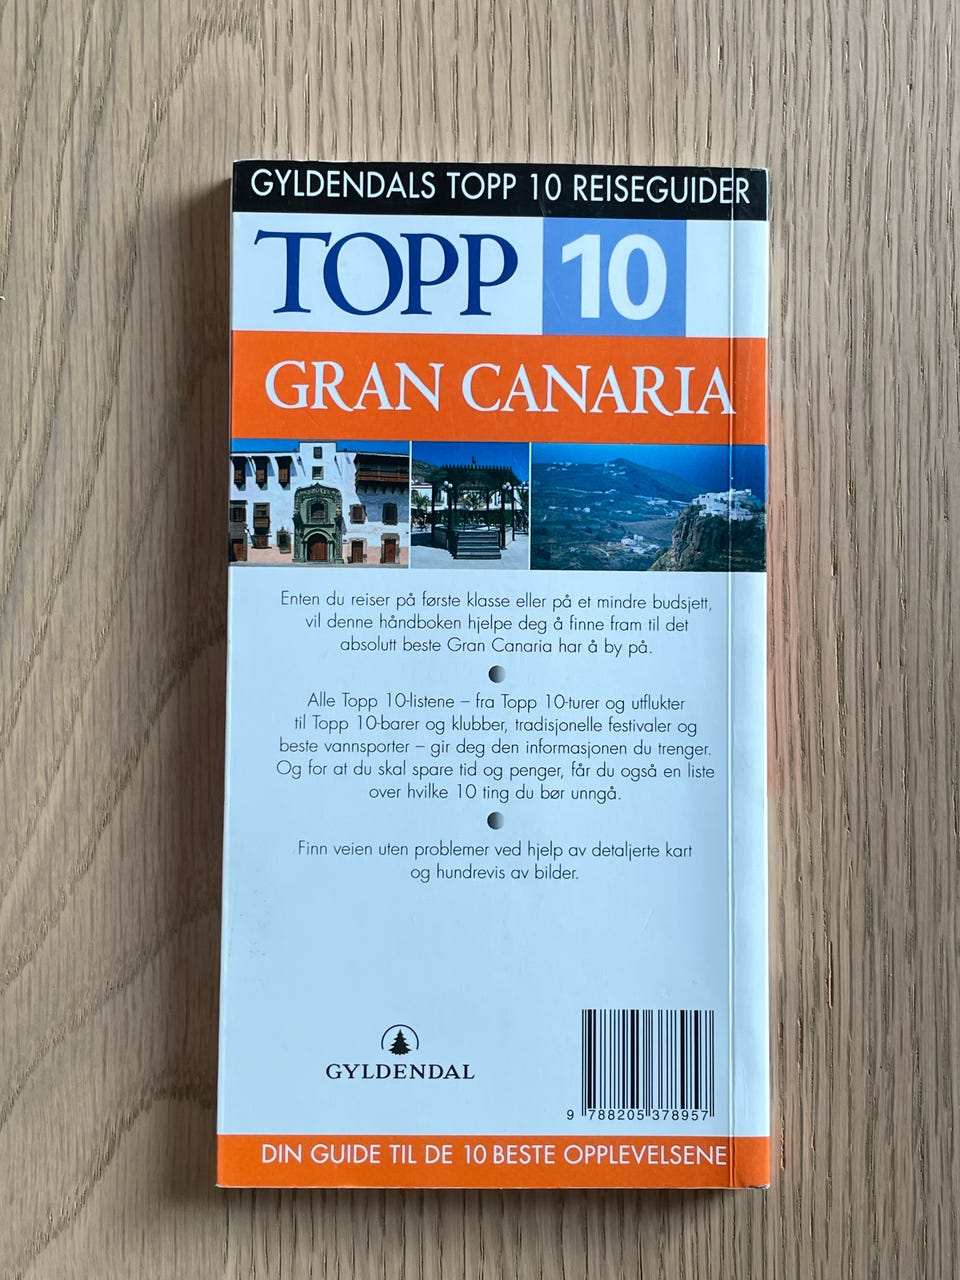 GYLDENDALS TOPP 10 REISEGUIDER
TOPP 10
GRAN CANARIA
Enten du reiser på første klasse eller på et mindre budsjett,
vil denne håndboken hjelpe deg å finne fram til det
absolutt beste Gran Canaria har å by på.
Alle Topp 10-listene – fra Topp 10-turer og utflukter
til Topp 10-barer og klubber, tradisjonelle festivaler og
beste vannsporter – gir deg den informasjonen du trenger.
Og for at du skal spare tid og penger, får du også en liste
over hvilke 10 ting du bør unngå.
Finn veien uten problemer ved hjelp av detaljerte kart
og hundrevis av bilder.
GYLDENDAL
9 788205 378957
DIN GUIDE TIL DE 10 BESTE OPPLEVELSENE